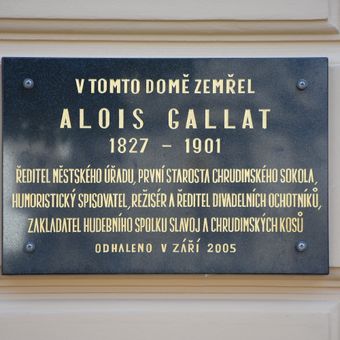 V TOMTO DOMĚ ZEMŘEL
ALOIS GALLAT
1827 - 1901
ŘEDITEL MĚSTSKÉHO ÚŘADU, PRVNÍ STAROSTA CHRUDIMSKÉHO SOKOLA,
HUMORISTICKÝ SPISOVATEL, REŽISÉR A ŘEDITEL DIVADELNÍCH OCHOTNÍKŮ,
ZAKLADATEL HUDEBNÍHO SPOLKU SLAVOJ A CHRUDIMSKÝCH KOSŮ
ODHALENO V ZÁŘÍ 2005